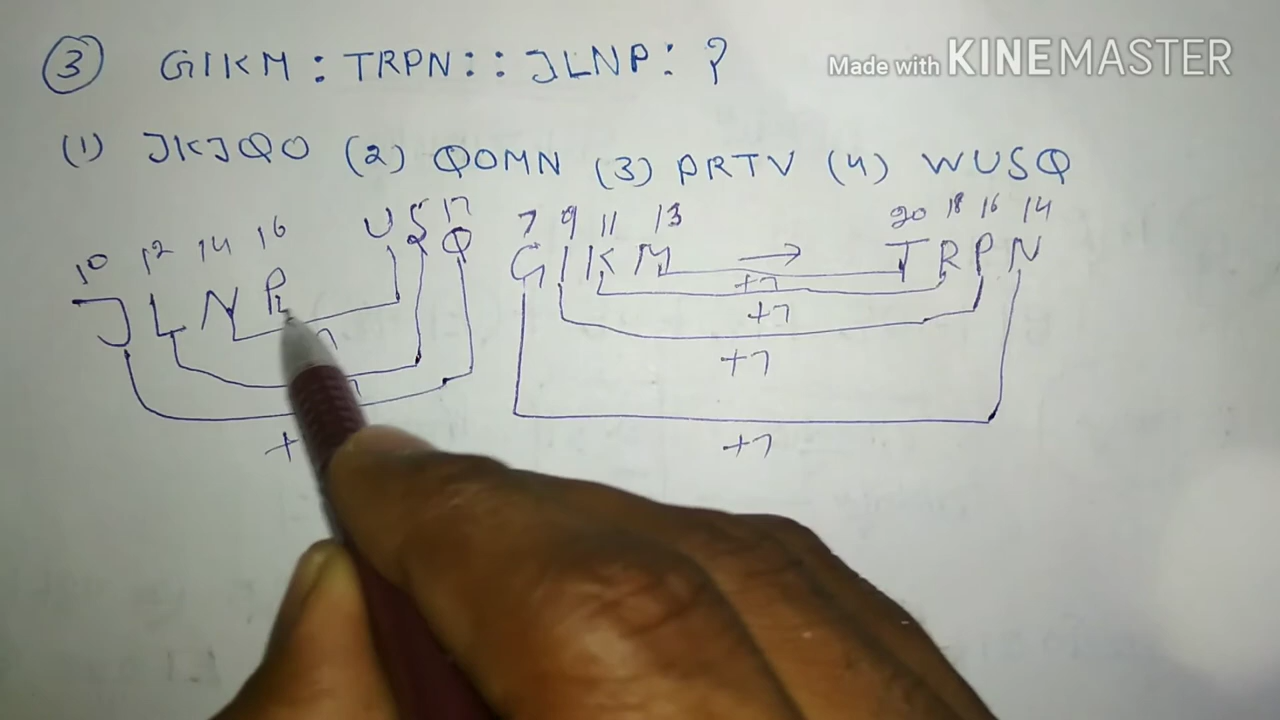 Made with KINEMASTER
③ GIKM : TRPN : : JLNP : ?
(1) JKJQO (2) QOMN (3) PRTV (4) WUSQ
10 12 14 16 U S 17 7 9 11 13 20 18 16 14
J L N P Q G I K M → T R P N
+7
+7
+7
+ +7